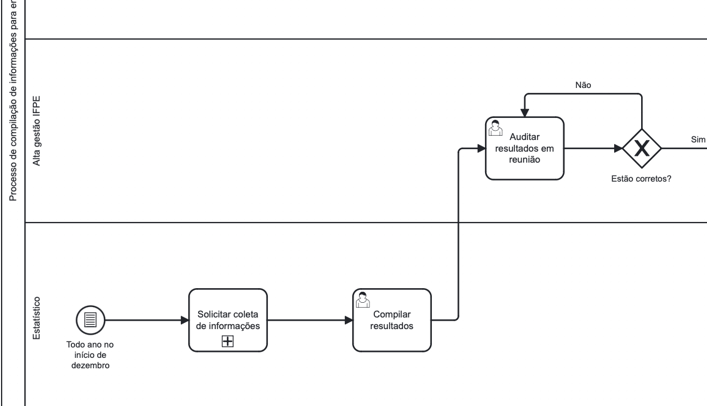 Processo de compilação de informações para en
Alta gestão IFPE
Não
Auditar
resultados em
reunião
Sim
Estão corretos?
Estatístico
Solicitar coleta
de informações
Compilar
resultados
Todo ano no
início de
dezembro